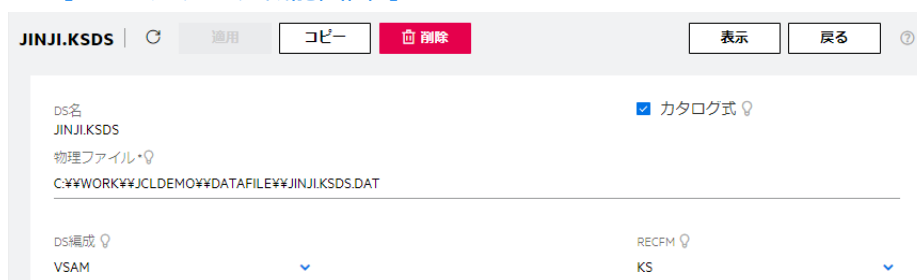 JINJI.KSDS 適用 コピー 削除 表示 戻る
DS名
JINJI.KSDS
カタログ式
物理ファイル*
C:¥¥WORK¥¥JCLDEMO¥¥DATAFILE¥¥JINJI.KSDS.DAT
DS編成 RECFM
VSAM KS